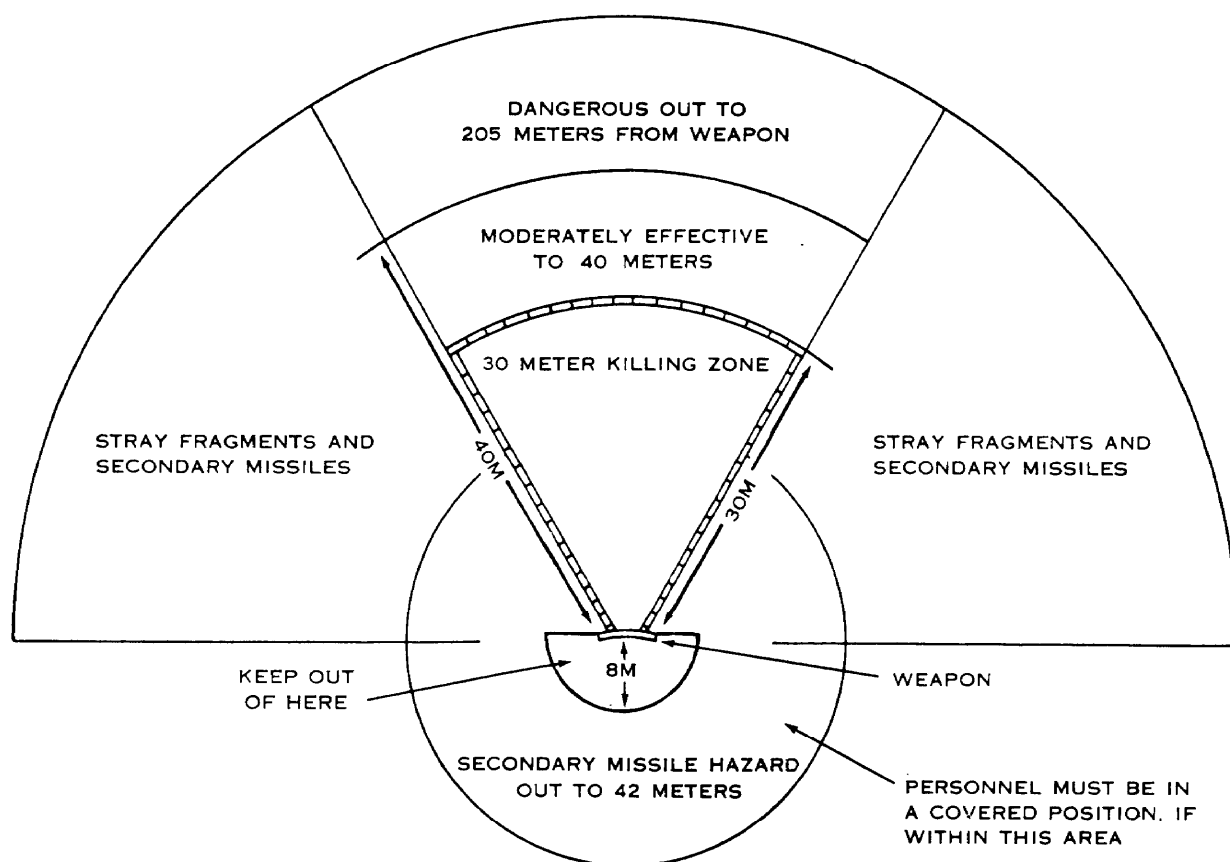 DANGEROUS OUT TO
205 METERS FROM WEAPON
MODERATELY EFFECTIVE
TO 40 METERS
30 METER KILLING ZONE
STRAY FRAGMENTS AND
SECONDARY MISSILES
40M
30M
STRAY FRAGMENTS AND
SECONDARY MISSILES
KEEP OUT
OF HERE
8M
WEAPON
SECONDARY MISSILE HAZARD
OUT TO 42 METERS
PERSONNEL MUST BE IN
A COVERED POSITION, IF
WITHIN THIS AREA